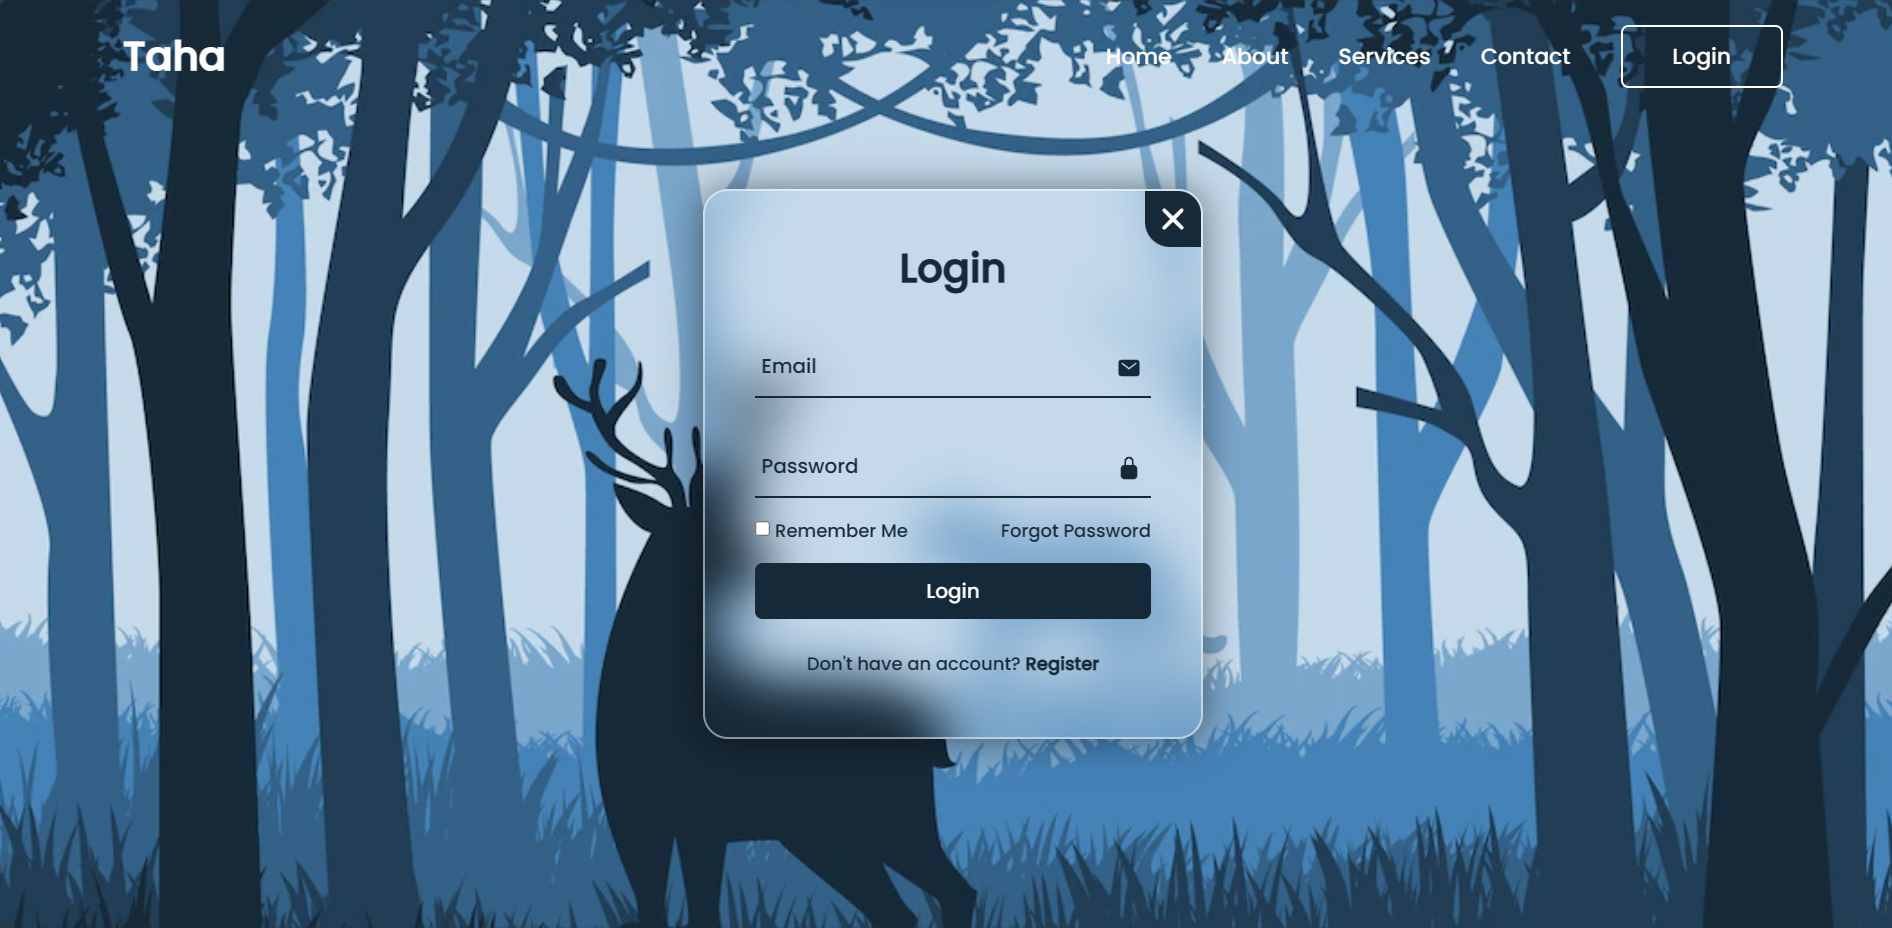 Taha
Home About Services Contact Login
Login
Email
Password
Remember Me Forgot Password
Login
Don't have an account? Register